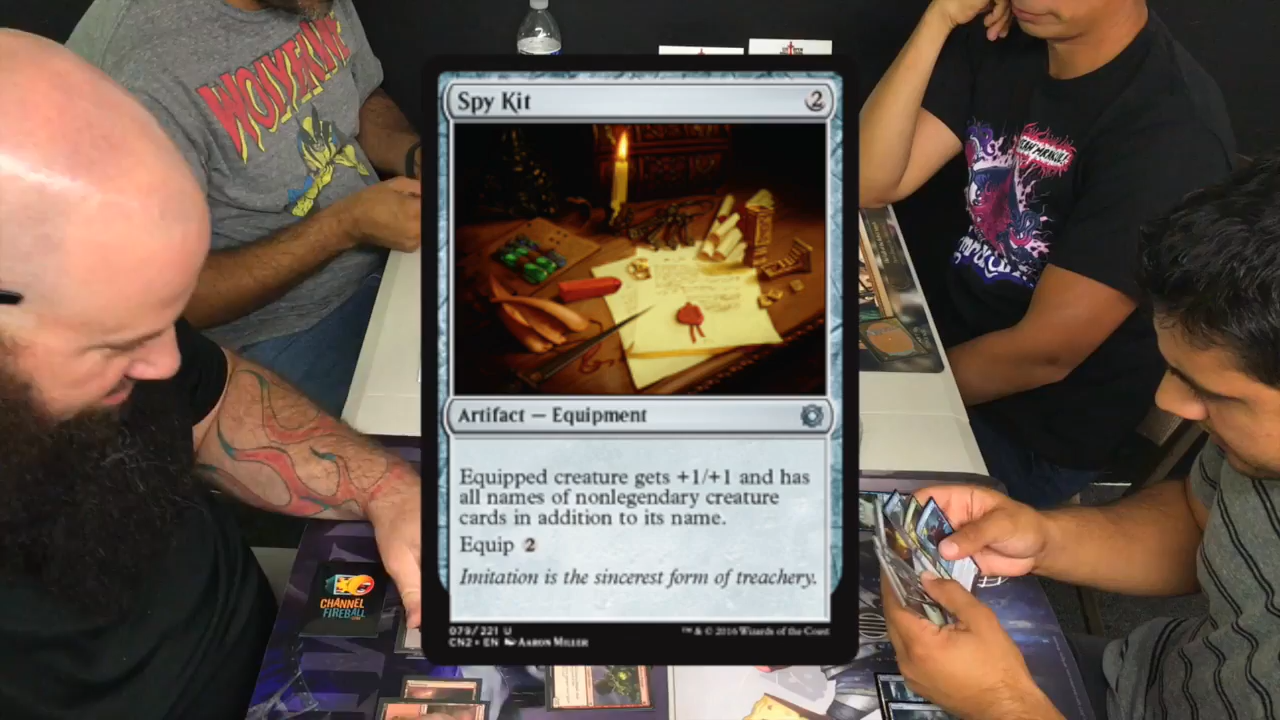 WOLVERINE
Spy Kit 2
Artifact — Equipment
Equipped creature gets +1/+1 and has
all names of nonlegendary creature
cards in addition to its name.
Equip 2
Imitation is the sincerest form of treachery.
079/221 U
CN2 • EN AARON MILLER
™ & © 2016 Wizards of the Coast
CHANNEL
FIREBALL